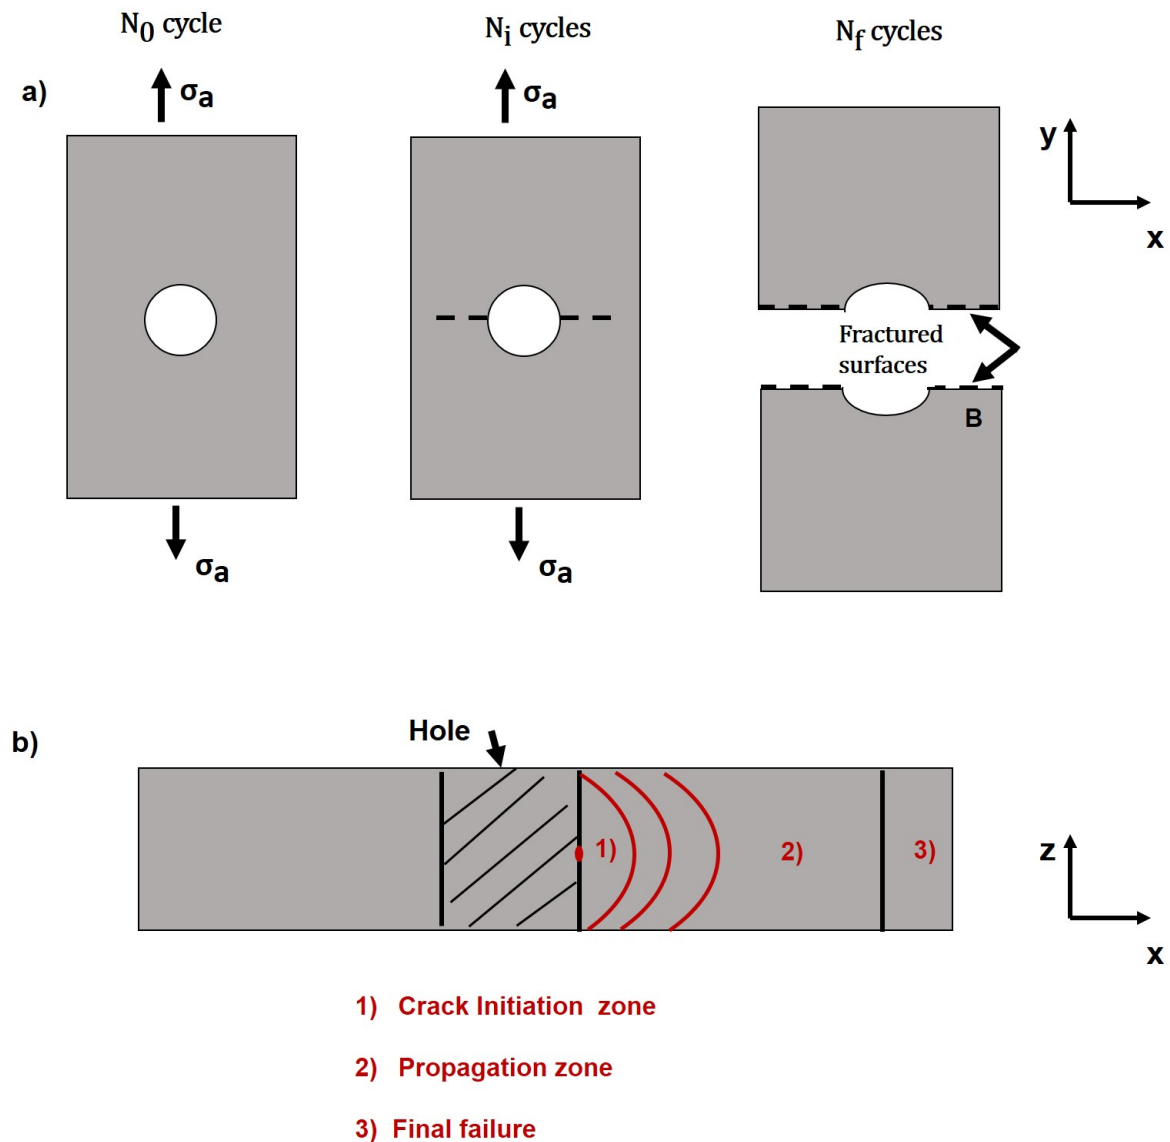 N0 cycle
Ni cycles
Nf cycles
a)
σa
σa
y
x
Fractured
surfaces
B
σa
σa
b)
Hole
1)
2)
3)
z
x
1) Crack Initiation zone
2) Propagation zone
3) Final failure